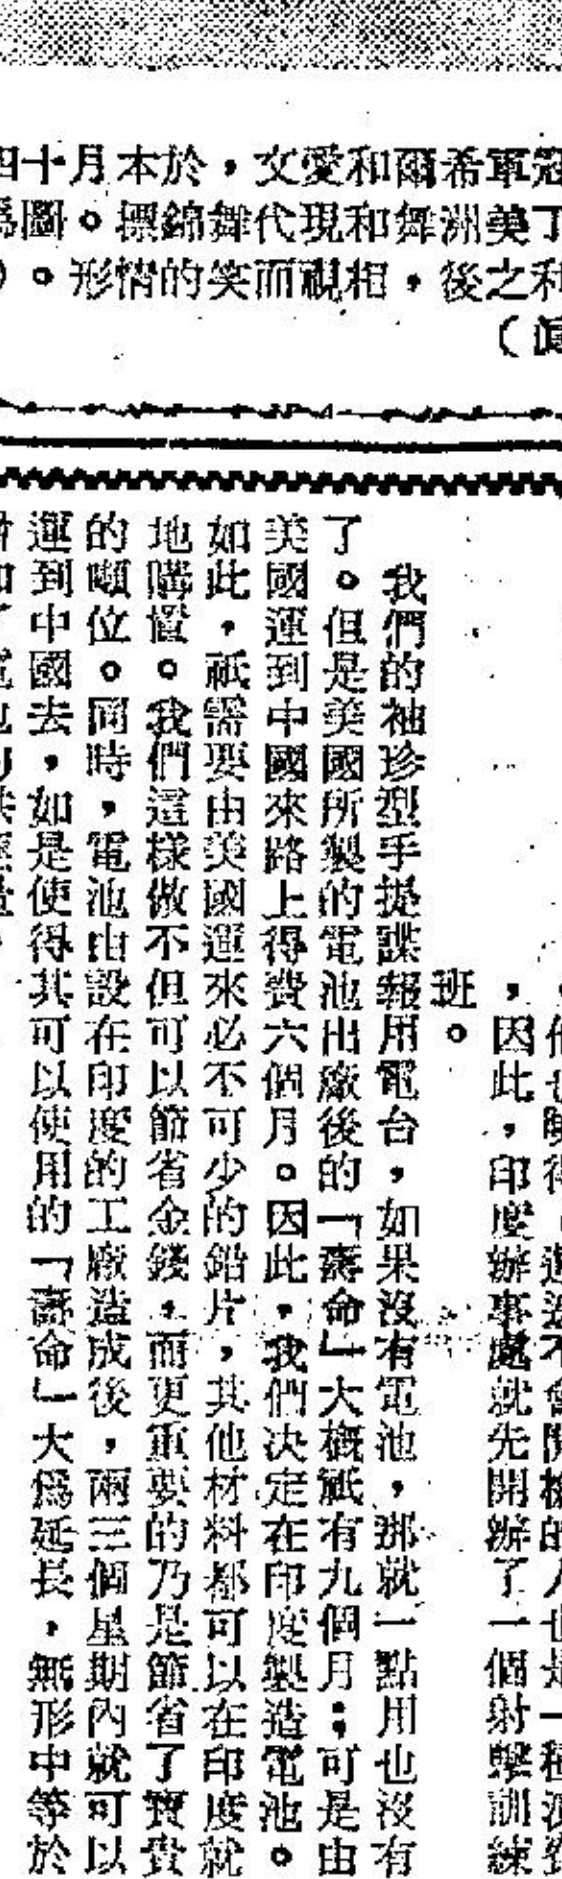 冠軍希爾和愛文，於本月十四
丁美洲舞和現代舞錦標。圖爲
利之後，相視而笑的情形。
，因此，印度辦事處就先開辦了一個射擊訓練
班。
我們的袖珍型手提諜報用電台，如果沒有電池，那就一點用也沒有
了。但是美國所製的電池出廠後的「壽命」大概祇有九個月；可是由
美國運到中國來路上得費六個月。因此，我們決定在印度製造電池。
如此，祇需要由美國運來必不可少的鉛片，其他材料都可以在印度就
地購置。我們這樣做不但可以節省金錢，而更重要的乃是節省了寶貴
的噸位。同時，電池由設在印度的工廠造成後，兩三個星期內就可以
運到中國去，如是使得其可以使用的「壽命」大爲延長，無形中等於